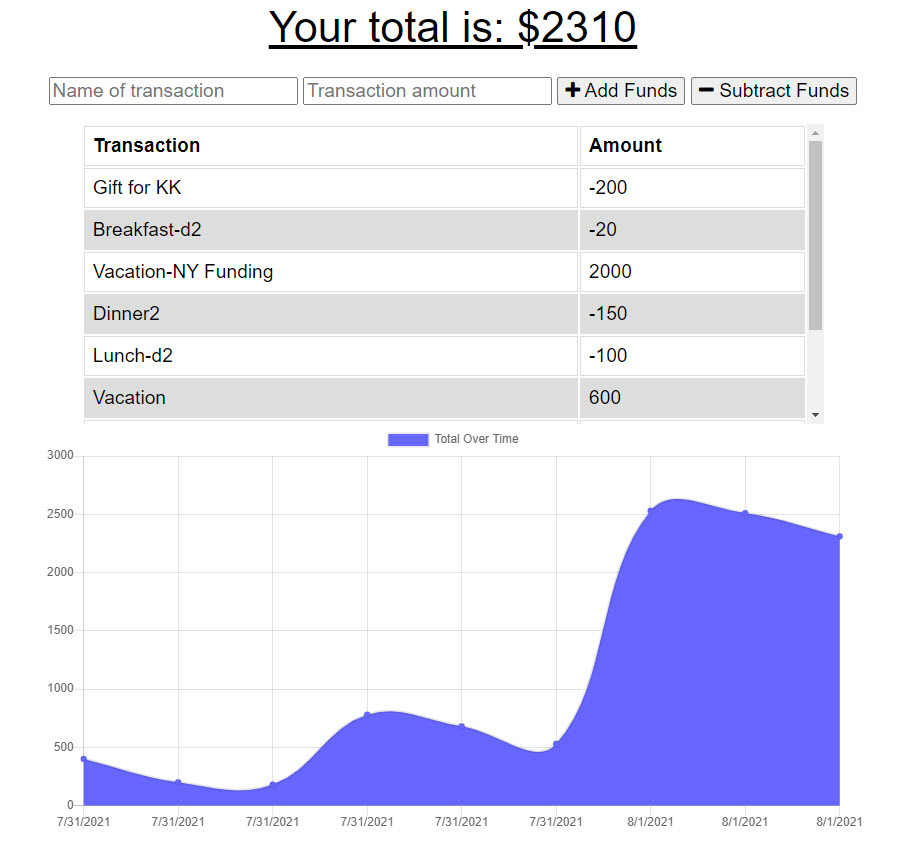 Your total is: $2310
Name of transaction Transaction amount Add Funds Subtract Funds
Transaction Amount
Gift for KK -200
Breakfast-d2 -20
Vacation-NY Funding 2000
Dinner2 -150
Lunch-d2 -100
Vacation 600
Total Over Time
3000
2500
2000
1500
1000
500
0
7/31/2021 7/31/2021 7/31/2021 7/31/2021 7/31/2021 7/31/2021 8/1/2021 8/1/2021 8/1/2021